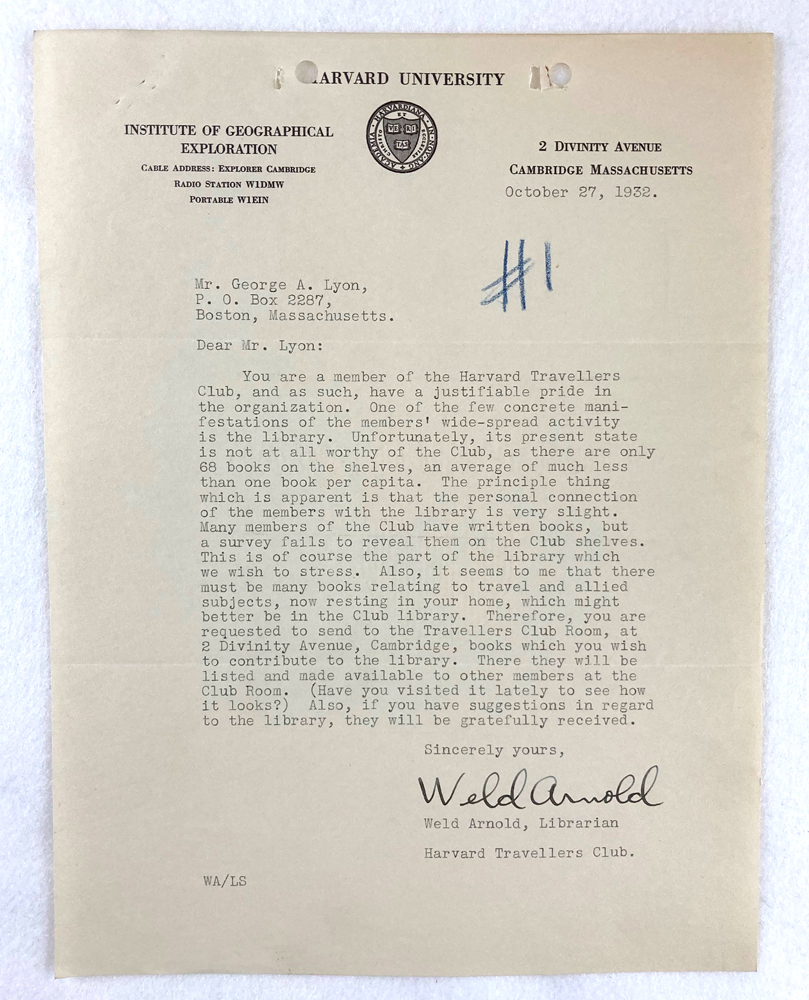 HARVARD UNIVERSITY
INSTITUTE OF GEOGRAPHICAL
EXPLORATION
CABLE ADDRESS: EXPLORER CAMBRIDGE
RADIO STATION W1DMW
PORTABLE W1EIN
VE RI
TAS
2 DIVINITY AVENUE
CAMBRIDGE MASSACHUSETTS
October 27, 1932.
#1
Mr. George A. Lyon,
P. O. Box 2287,
Boston, Massachusetts.
Dear Mr. Lyon:
You are a member of the Harvard Travellers
Club, and as such, have a justifiable pride in
the organization. One of the few concrete mani-
festations of the members' wide-spread activity
is the library. Unfortunately, its present state
is not at all worthy of the Club, as there are only
68 books on the shelves, an average of much less
than one book per capita. The principle thing
which is apparent is that the personal connection
of the members with the library is very slight.
Many members of the Club have written books, but
a survey fails to reveal them on the Club shelves.
This is of course the part of the library which
we wish to stress. Also, it seems to me that there
must be many books relating to travel and allied
subjects, now resting in your home, which might
better be in the Club library. Therefore, you are
requested to send to the Travellers Club Room, at
2 Divinity Avenue, Cambridge, books which you wish
to contribute to the library. There they will be
listed and made available to other members at the
Club Room. (Have you visited it lately to see how
it looks?) Also, if you have suggestions in regard
to the library, they will be gratefully received.
Sincerely yours,
Weld Arnold
Weld Arnold, Librarian
Harvard Travellers Club.
WA/LS